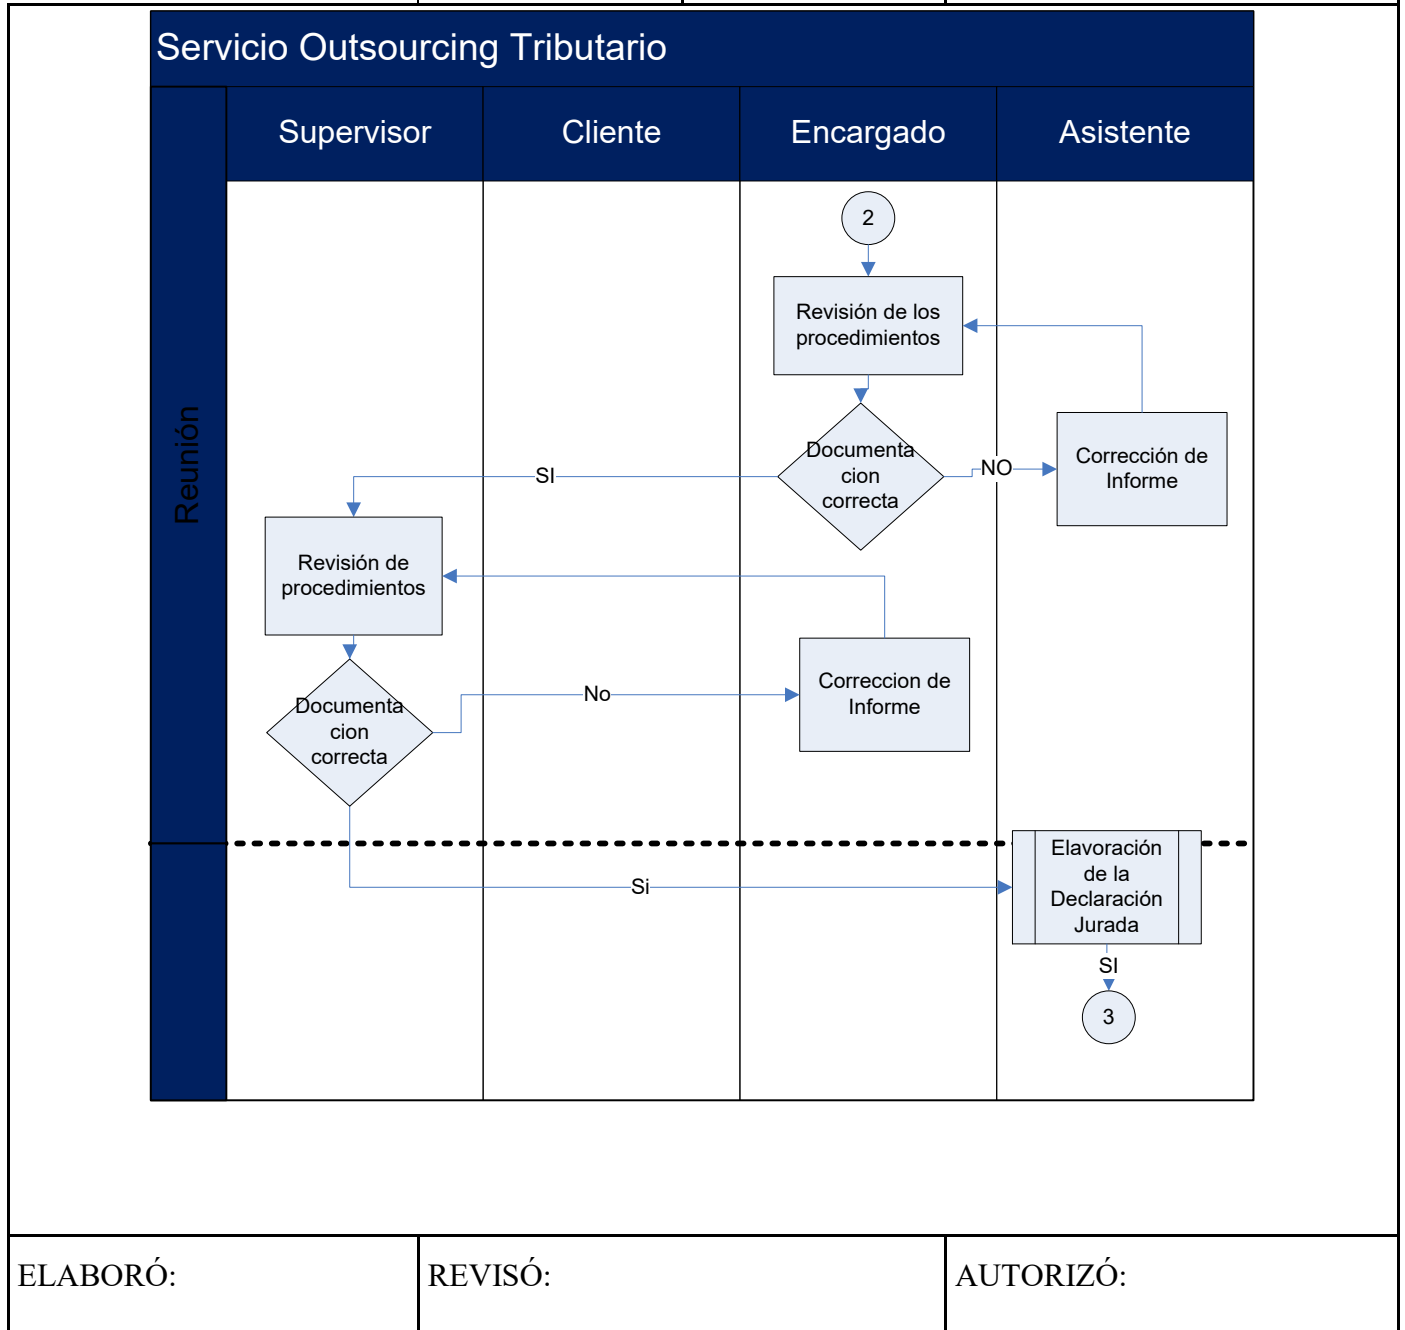 Servicio Outsourcing Tributario
Supervisor
Cliente
Encargado
Asistente
Reunión
2
Revisión de los
procedimientos
Documenta
cion
correcta
NO
Corrección de
Informe
SI
Revisión de
procedimientos
Documenta
cion
correcta
No
Correccion de
Informe
Si
Elavoración
de la
Declaración
Jurada
SI
3
ELABORÓ:
REVISÓ:
AUTORIZÓ: